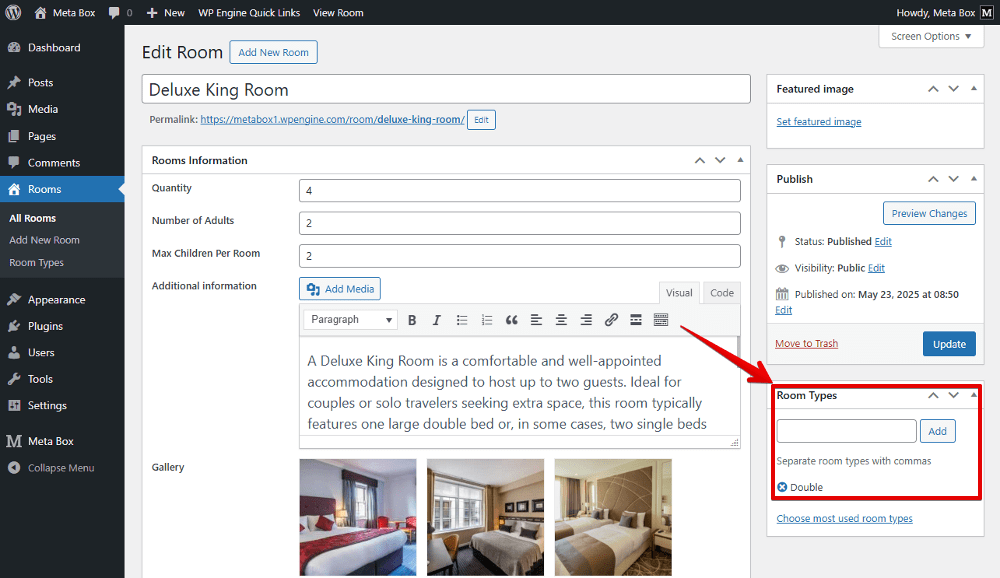 Meta Box
0
New
WP Engine Quick Links
View Room
Howdy, Meta Box
M
Dashboard
Posts
Media
Pages
Comments
Rooms
All Rooms
Add New Room
Room Types
Appearance
Plugins
Users
Tools
Settings
Meta Box
Collapse Menu
Screen Options
Edit Room
Add New Room
Deluxe King Room
Permalink: https://metabox1.wpengine.com/room/deluxe-king-room/ Edit
Rooms Information
Quantity
4
Number of Adults
2
Max Children Per Room
2
Additional information
Add Media
Visual
Code
Paragraph
B
I
A Deluxe King Room is a comfortable and well-appointed
accommodation designed to host up to two guests. Ideal for
couples or solo travelers seeking extra space, this room typically
features one large double bed or, in some cases, two single beds
Gallery
Featured image
Set featured image
Publish
Preview Changes
Status: Published Edit
Visibility: Public Edit
Published on: May 23, 2025 at 08:50
Edit
Move to Trash
Update
Room Types
Add
Separate room types with commas
Double
Choose most used room types